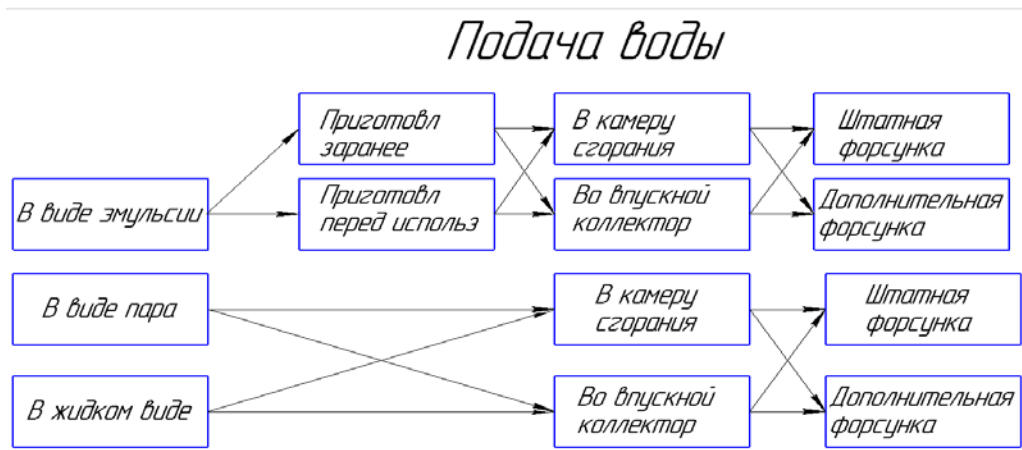 Подача воды
Приготовл
заранее
В камеру
сгорания
Штатная
форсунка
В виде эмульсии
Приготовл
перед использ
Во впускной
коллектор
Дополнительная
форсунка
В виде пара
В камеру
сгорания
Штатная
форсунка
В жидком виде
Во впускной
коллектор
Дополнительная
форсунка